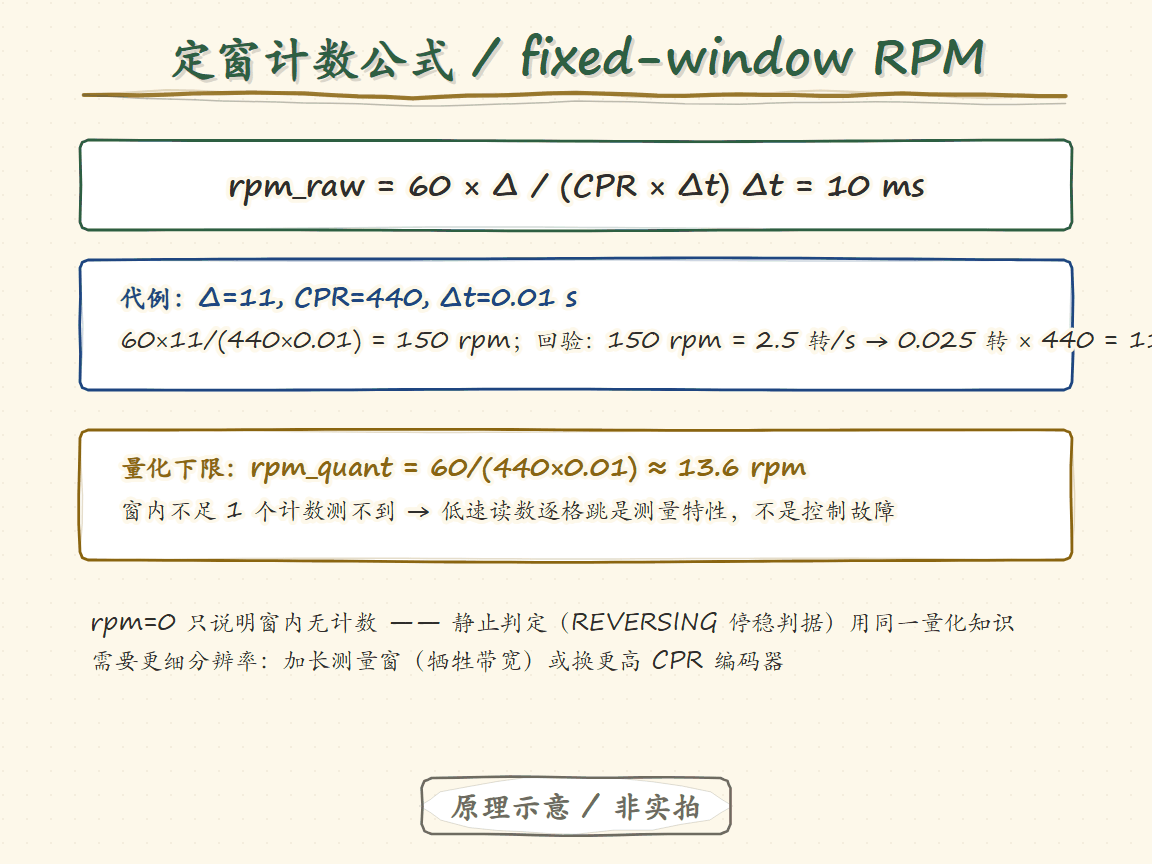 定窗计数公式 / fixed-window RPM
rpm_raw = 60 × Δ / (CPR × Δt) Δt = 10 ms
代例：Δ=11, CPR=440, Δt=0.01 s
60×11/(440×0.01) = 150 rpm；回验：150 rpm = 2.5 转/s → 0.025 转 × 440 = 11
量化下限：rpm_quant = 60/(440×0.01) ≈ 13.6 rpm
窗内不足 1 个计数测不到 → 低速读数逐格跳是测量特性，不是控制故障
rpm=0 只说明窗内无计数 —— 静止判定（REVERSING 停稳判据）用同一量化知识
需要更细分辨率：加长测量窗（牺牲带宽）或换更高 CPR 编码器
原理示意 / 非实拍